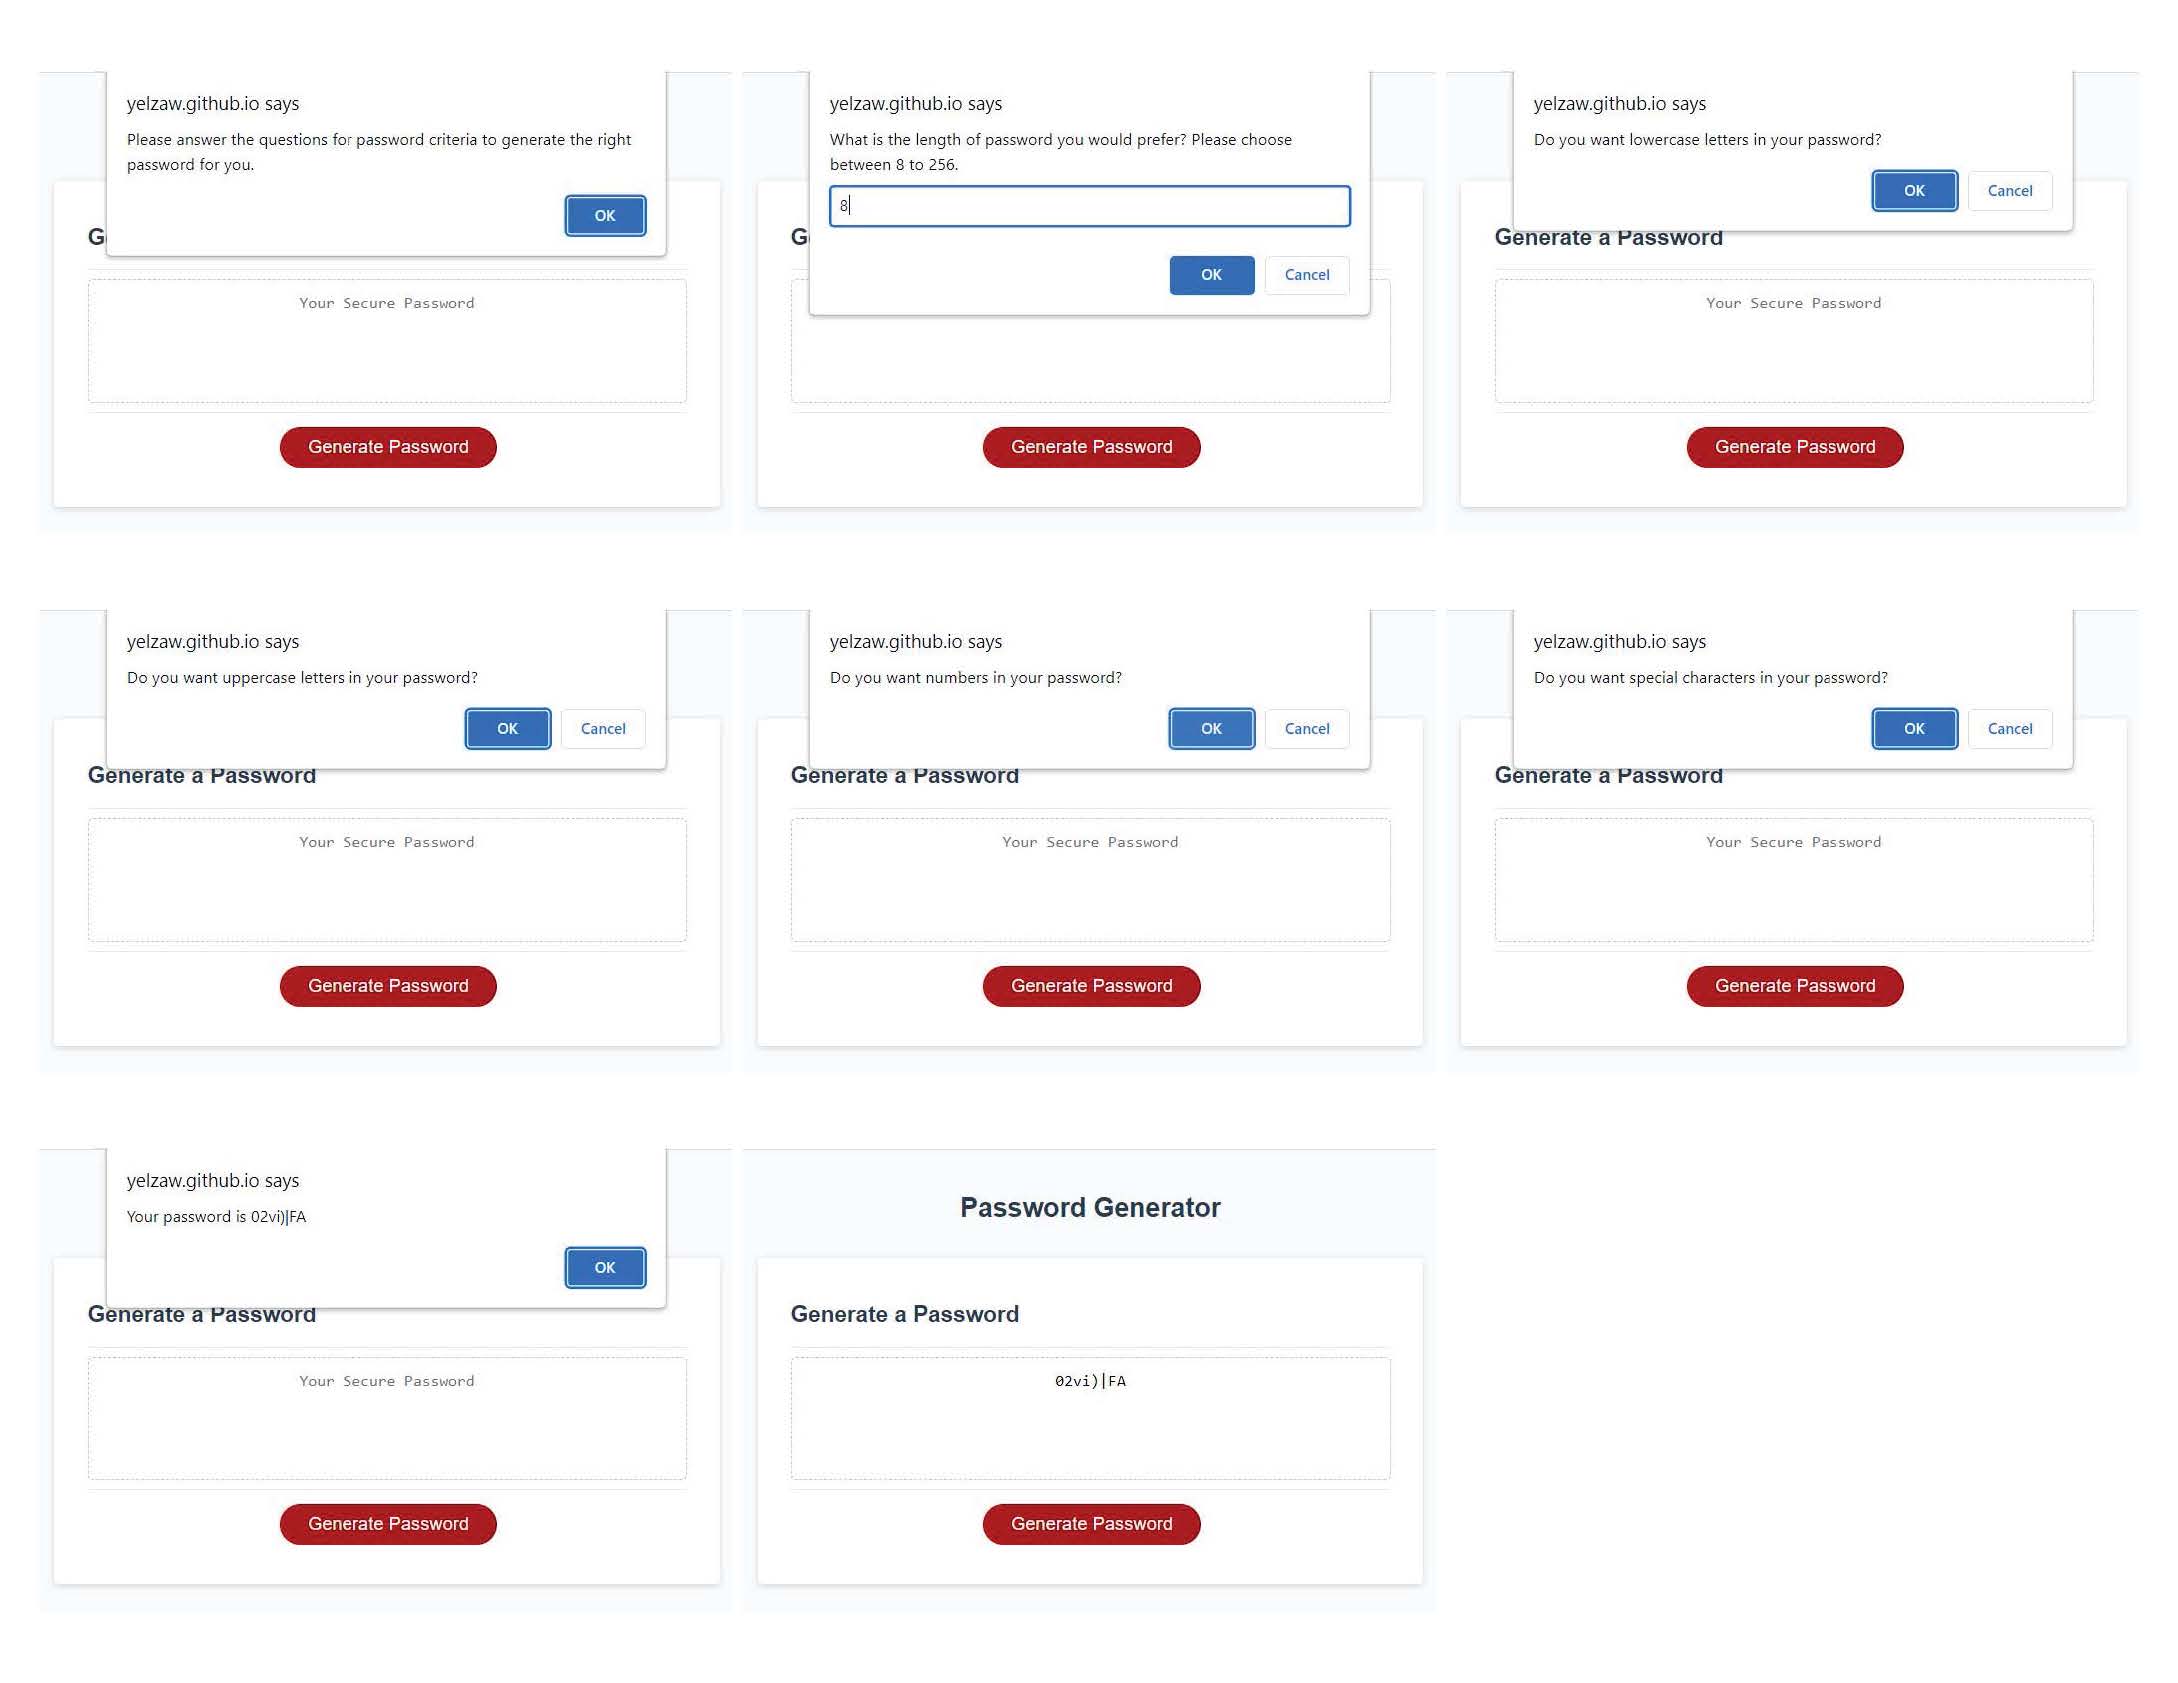 yelzaw.github.io says
Please answer the questions for password criteria to generate the right
password for you.
OK
G
Your Secure Password
Generate Password
yelzaw.github.io says
What is the length of password you would prefer? Please choose
between 8 to 256.
8
OK Cancel
G
Generate Password
yelzaw.github.io says
Do you want lowercase letters in your password?
OK Cancel
Generate a Password
Your Secure Password
Generate Password
yelzaw.github.io says
Do you want uppercase letters in your password?
OK Cancel
Generate a Password
Your Secure Password
Generate Password
yelzaw.github.io says
Do you want numbers in your password?
OK Cancel
Generate a Password
Your Secure Password
Generate Password
yelzaw.github.io says
Do you want special characters in your password?
OK Cancel
Generate a Password
Your Secure Password
Generate Password
yelzaw.github.io says
Your password is 02vi)|FA
OK
Generate a Password
Your Secure Password
Generate Password
Password Generator
Generate a Password
02vi)|FA
Generate Password